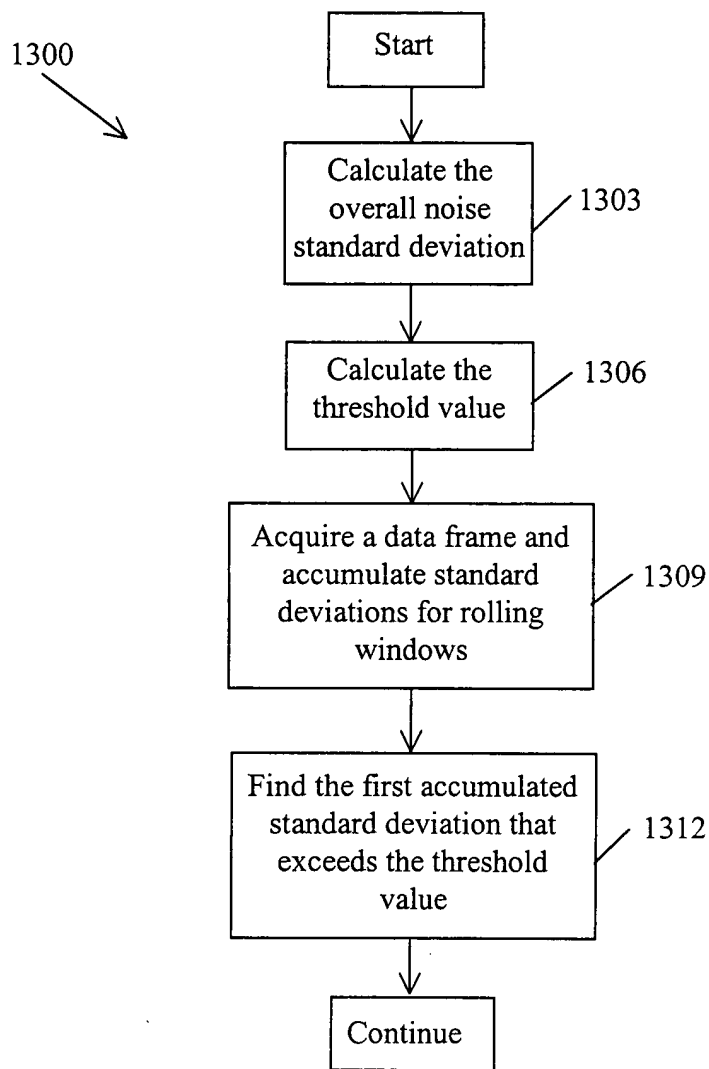 Start
1300
Calculate the
overall noise
standard deviation
1303
Calculate the
threshold value
1306
Acquire a data frame and
accumulate standard
deviations for rolling
windows
1309
Find the first accumulated
standard deviation that
exceeds the threshold
value
1312
Continue